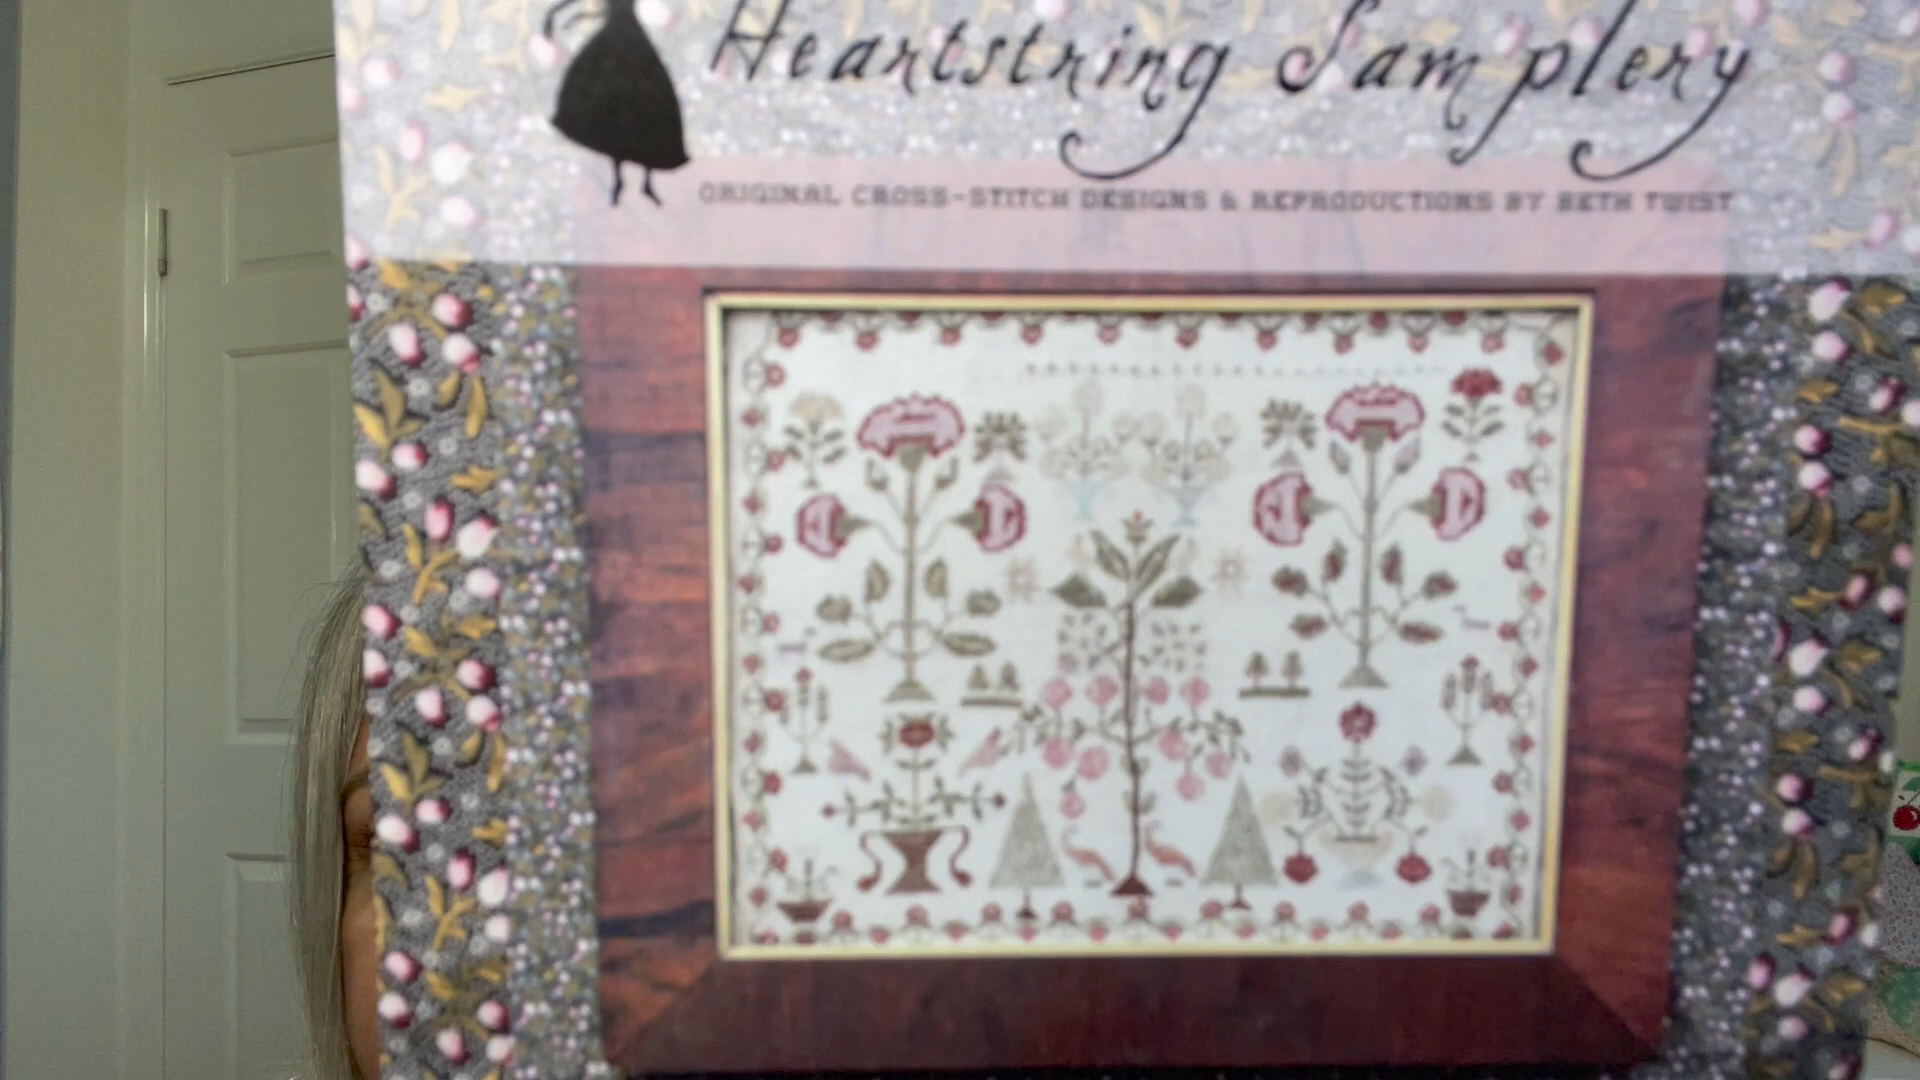 Heartstring Samplery
ORIGINAL CROSS-STITCH DESIGNS & REPRODUCTIONS BY BETH TWIST